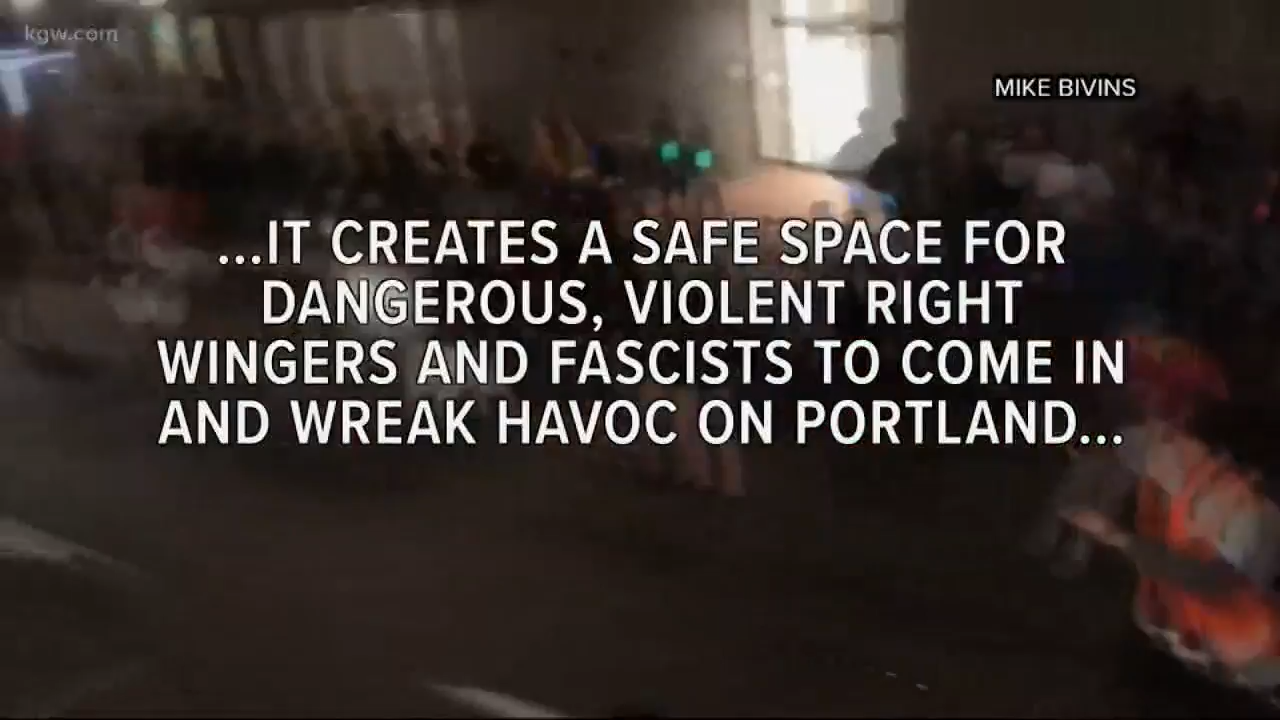 kgw.com
MIKE BIVINS
...IT CREATES A SAFE SPACE FOR
DANGEROUS, VIOLENT RIGHT
WINGERS AND FASCISTS TO COME IN
AND WREAK HAVOC ON PORTLAND...